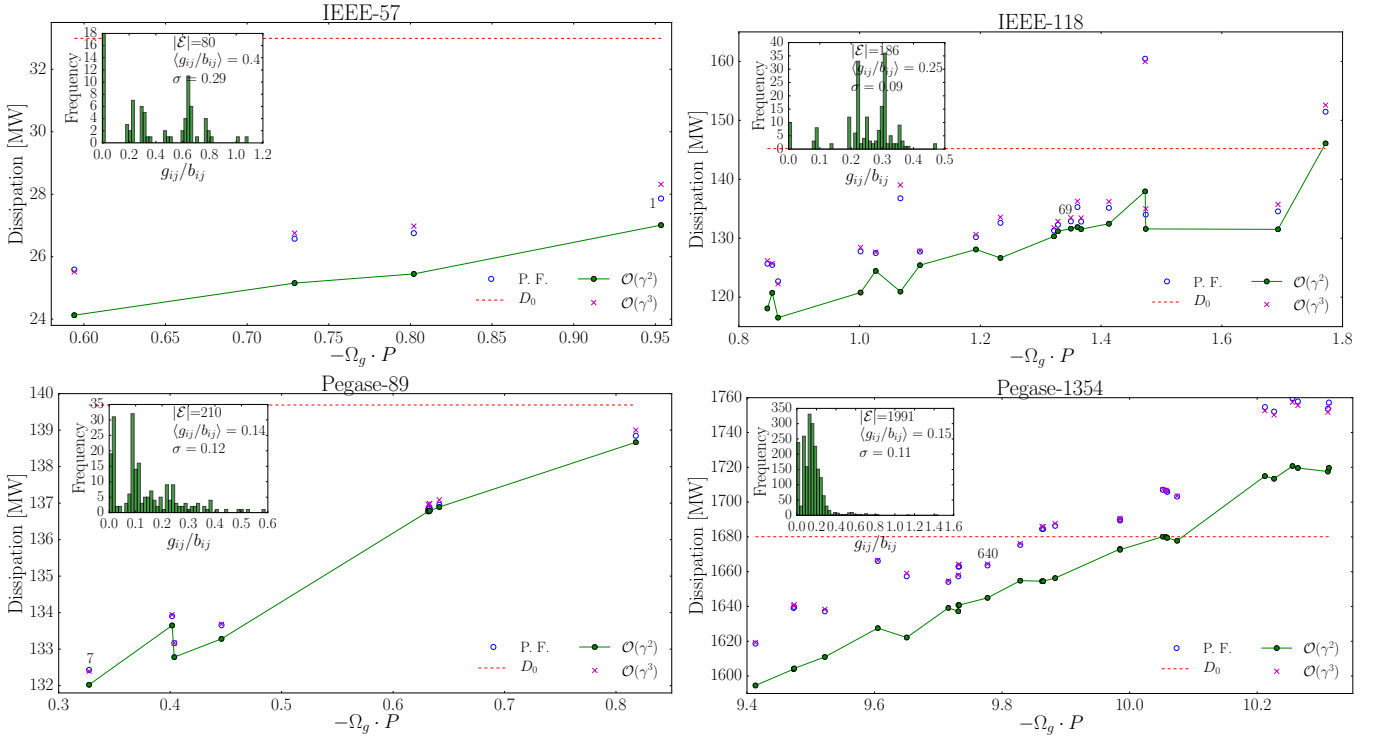 IEEE-57
Dissipation [MW]
24
26
28
30
32
0.60
0.65
0.70
0.75
0.80
0.85
0.90
0.95
−Ω_g · P
1
P. F.
D_0
𝒪(γ²)
𝒪(γ³)
Frequency
0
2
4
6
8
11
13
16
18
0.0
0.2
0.4
0.6
0.8
1.0
1.2
g_ij/b_ij
|ℰ|=80
⟨g_ij/b_ij⟩ = 0.4
σ = 0.29
IEEE-118
Dissipation [MW]
120
130
140
150
160
0.8
1.0
1.2
1.4
1.6
1.8
−Ω_g · P
69
P. F.
D_0
𝒪(γ²)
𝒪(γ³)
Frequency
0
5
10
15
20
25
30
35
40
0.0
0.1
0.2
0.3
0.4
0.5
g_ij/b_ij
|ℰ|=186
⟨g_ij/b_ij⟩ = 0.25
σ = 0.09
Pegase-89
Dissipation [MW]
132
133
134
135
136
137
138
139
140
0.3
0.4
0.5
0.6
0.7
0.8
−Ω_g · P
7
P. F.
D_0
𝒪(γ²)
𝒪(γ³)
Frequency
0
5
10
15
20
25
30
35
0.0
0.1
0.2
0.3
0.4
0.5
0.6
g_ij/b_ij
|ℰ|=210
⟨g_ij/b_ij⟩ = 0.14
σ = 0.12
Pegase-1354
Dissipation [MW]
1600
1620
1640
1660
1680
1700
1720
1740
1760
9.4
9.6
9.8
10.0
10.2
−Ω_g · P
640
P. F.
D_0
𝒪(γ²)
𝒪(γ³)
Frequency
0
50
100
150
200
250
300
350
0.0
0.2
0.4
0.6
0.8
1.0
1.2
1.4
1.6
g_ij/b_ij
|ℰ|=1991
⟨g_ij/b_ij⟩ = 0.15
σ = 0.11